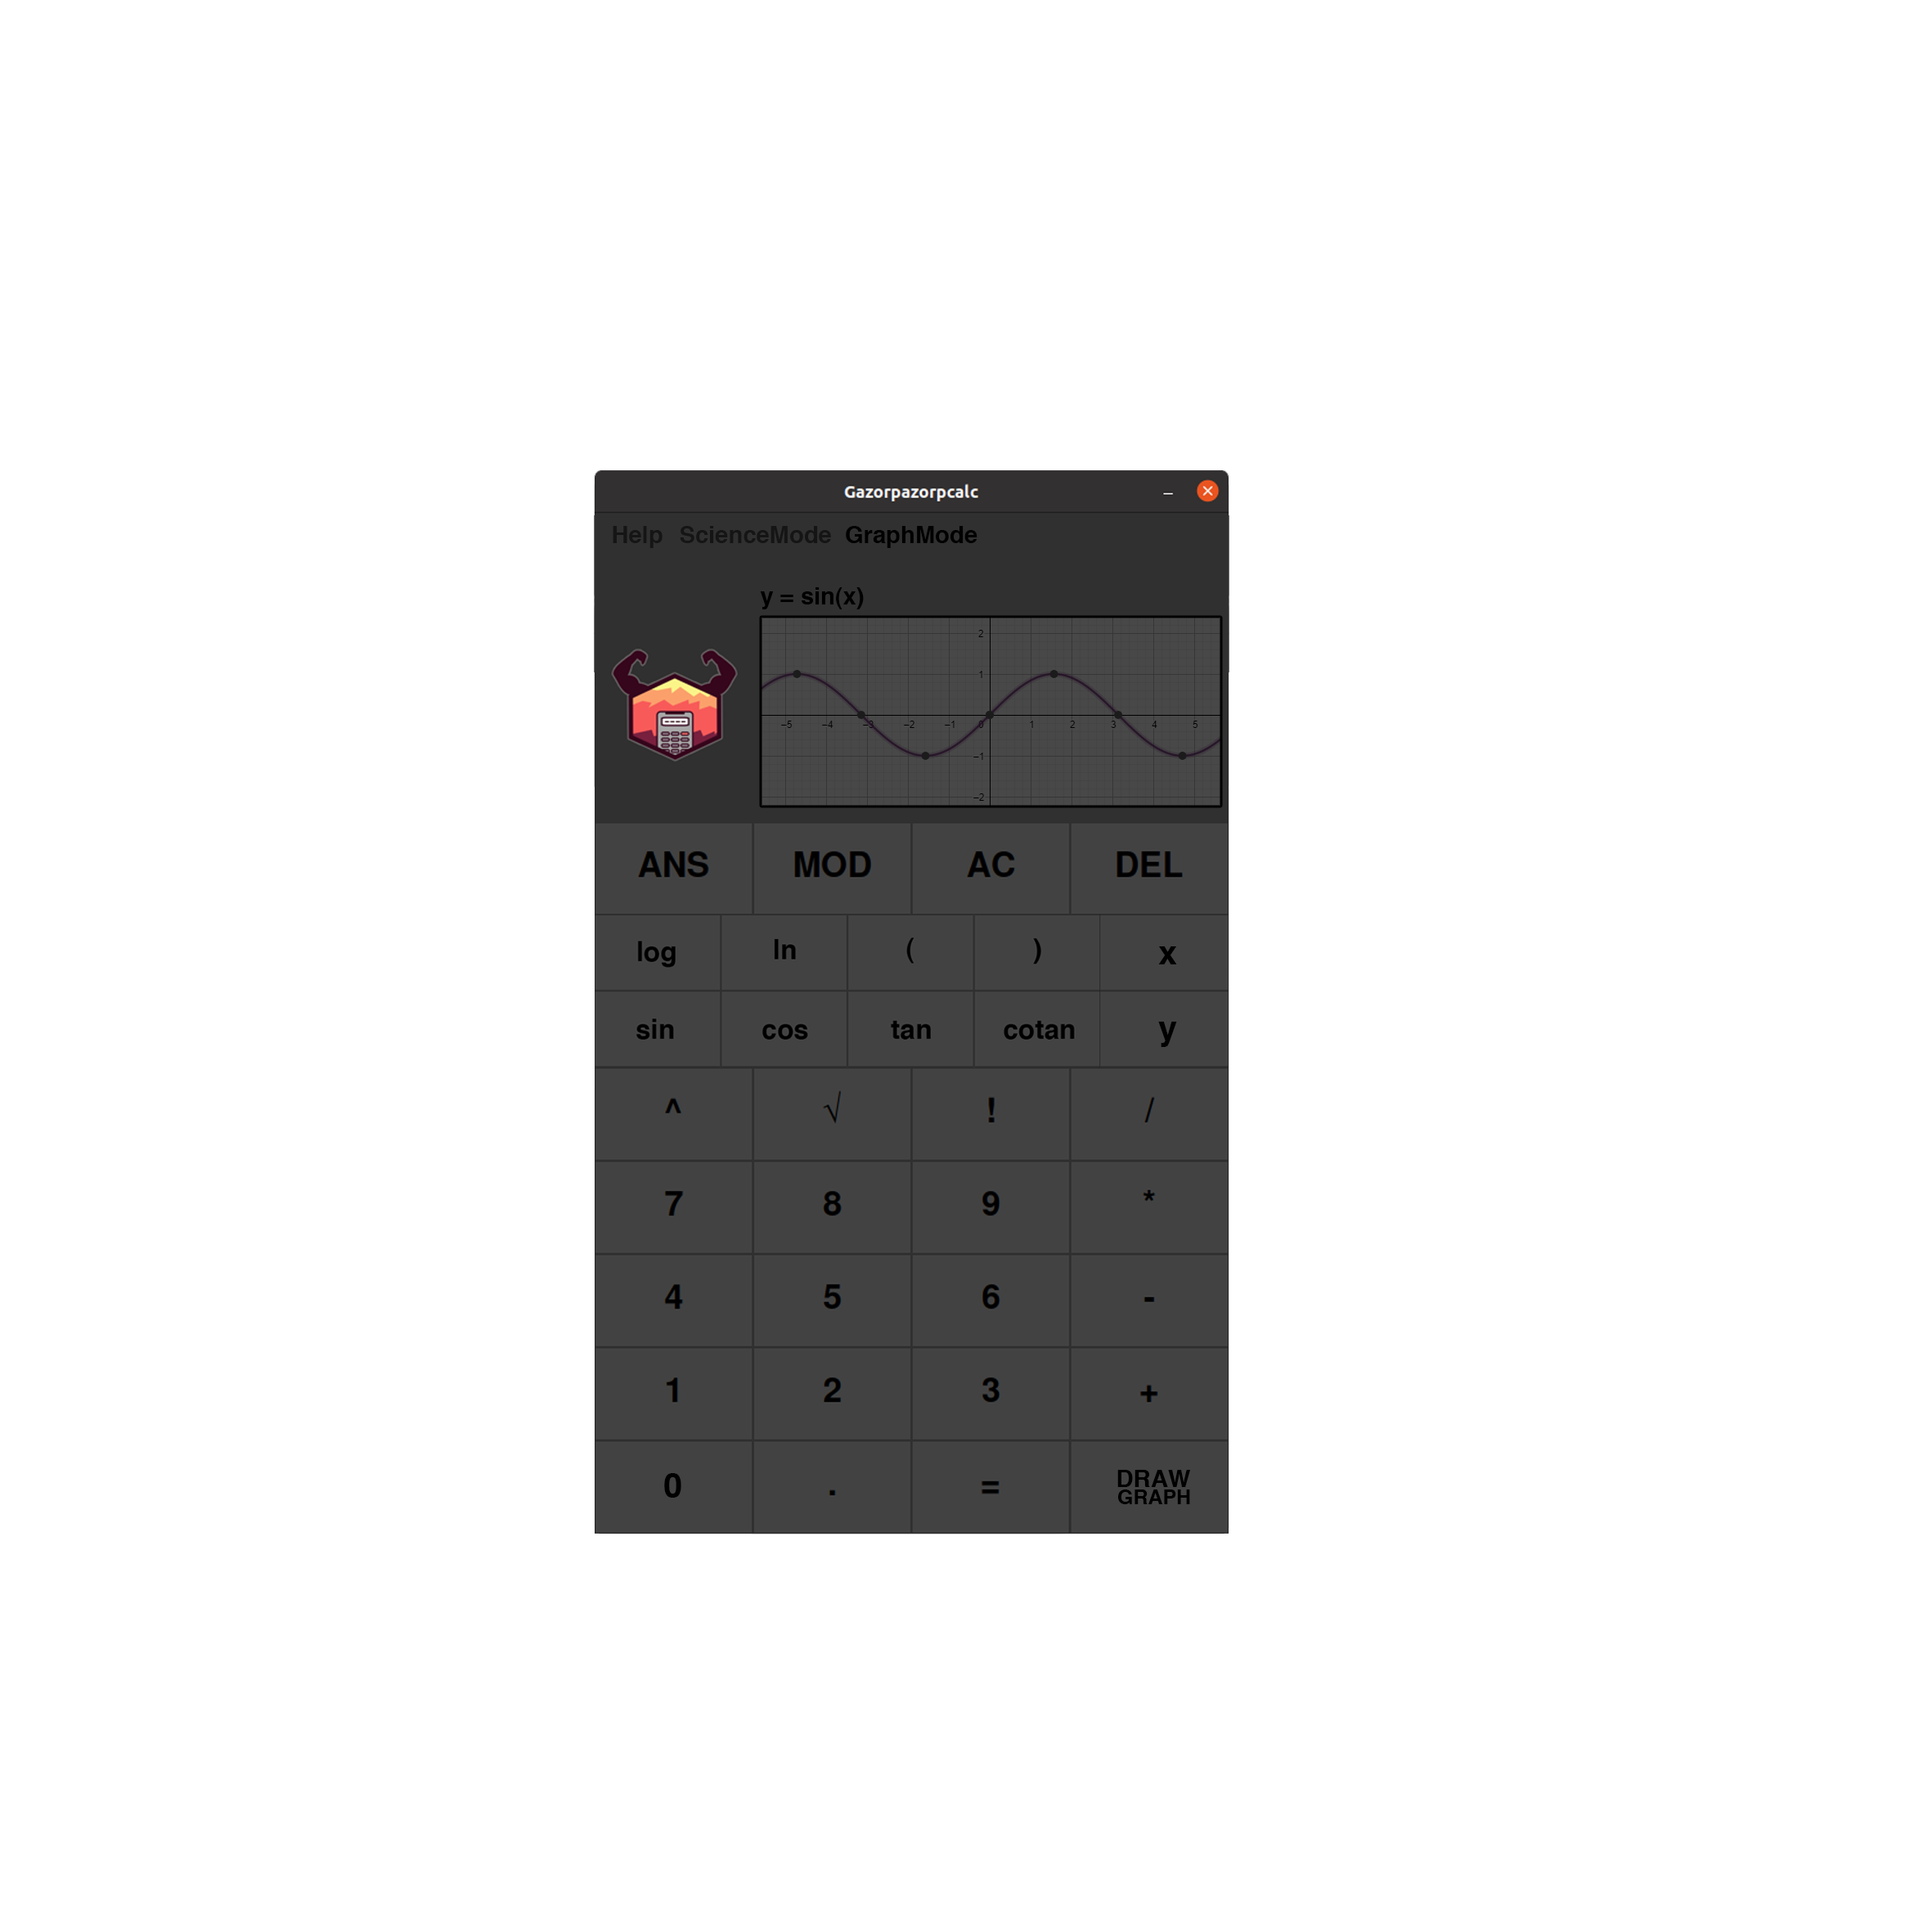 Gazorpazorpcalc
Help ScienceMode GraphMode
y = sin(x)
2
1
−5 −4 −3 −2 −1 0 1 2 3 4 5
−1
−2
ANS MOD AC DEL
log ln ( ) x
sin cos tan cotan y
^ √ ! /
7 8 9 *
4 5 6 -
1 2 3 +
0 . = DRAW
GRAPH